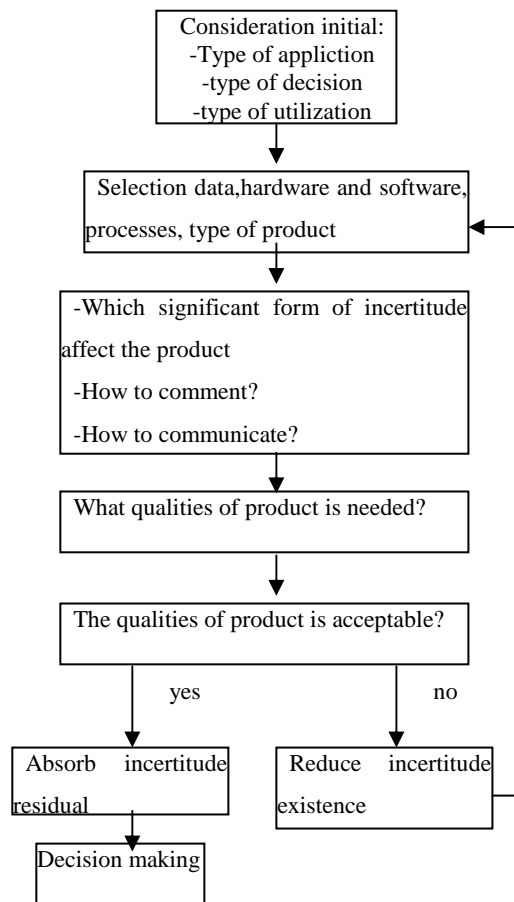 Consideration initial:
-Type of appliction
-type of decision
-type of utilization
Selection data,hardware and software,
processes, type of product
-Which significant form of incertitude
affect the product
-How to comment?
-How to communicate?
What qualities of product is needed?
The qualities of product is acceptable?
yes
no
Absorb incertitude
residual
Reduce incertitude
existence
Decision making